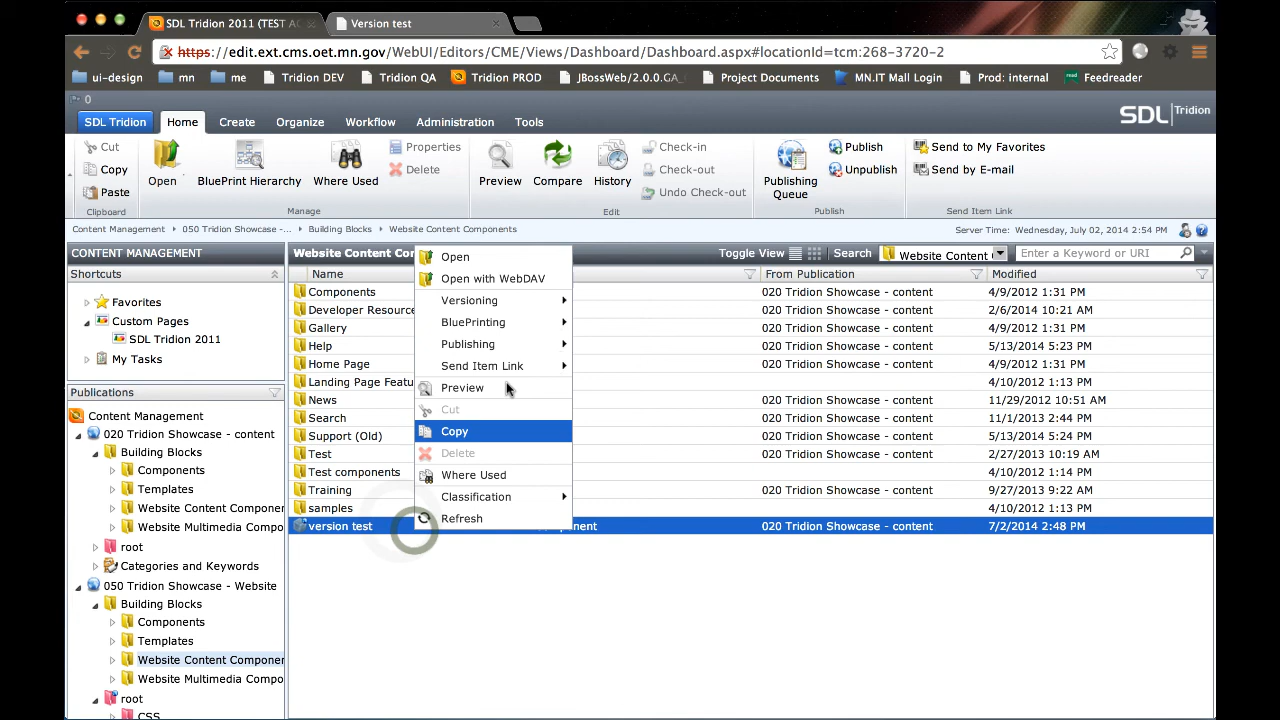 SDL Tridion 2011 (TEST AC
Version test
https://edit.ext.cms.oet.mn.gov/WebUI/Editors/CME/Views/Dashboard/Dashboard.aspx#locationId=tcm:268-3720-2
ui-design mn me Tridion DEV Tridion QA Tridion PROD JBossWeb/2.0.0.GA_ Project Documents MN.IT Mall Login Prod: internal read Feedreader
0
SDL Tridion Home Create Organize Workflow Administration Tools
SDL Tridion
Cut
Copy
Paste
Clipboard
Open BluePrint Hierarchy Where Used
Properties
Delete
Manage
Preview Compare History
Check-in
Check-out
Undo Check-out
Edit
Publishing
Queue
Publish
Unpublish
Publish
Send to My Favorites
Send by E-mail
Send Item Link
Content Management 050 Tridion Showcase -... Building Blocks Website Content Components
Server Time: Wednesday, July 02, 2014 2:54 PM
CONTENT MANAGEMENT
Shortcuts
Favorites
Custom Pages
SDL Tridion 2011
My Tasks
Publications
Content Management
020 Tridion Showcase - content
Building Blocks
Components
Templates
Website Content Componer
Website Multimedia Compo
root
Categories and Keywords
050 Tridion Showcase - Website
Building Blocks
Components
Templates
Website Content Componer
Website Multimedia Compo
root
CSS
Website Content Cor
Toggle View Search Website Content Enter a Keyword or URI
Name From Publication Modified
Components 020 Tridion Showcase - content 4/9/2012 1:31 PM
Developer Resource 020 Tridion Showcase - content 2/6/2014 10:21 AM
Gallery 020 Tridion Showcase - content 4/9/2012 1:31 PM
Help 020 Tridion Showcase - content 5/13/2014 5:23 PM
Home Page 020 Tridion Showcase - content 4/9/2012 1:31 PM
Landing Page Featu 020 Tridion Showcase - content 4/10/2012 1:13 PM
News 020 Tridion Showcase - content 11/29/2012 10:51 AM
Search 020 Tridion Showcase - content 11/1/2013 2:44 PM
Support (Old) 020 Tridion Showcase - content 5/13/2014 5:24 PM
Test 020 Tridion Showcase - content 2/27/2013 10:19 AM
Test components 020 Tridion Showcase - content 4/10/2012 1:14 PM
Training 020 Tridion Showcase - content 9/27/2013 9:22 AM
samples 020 Tridion Showcase - content 4/10/2012 1:13 PM
version test onent 020 Tridion Showcase - content 7/2/2014 2:48 PM
Open
Open with WebDAV
Versioning
BluePrinting
Publishing
Send Item Link
Preview
Cut
Copy
Delete
Where Used
Classification
Refresh